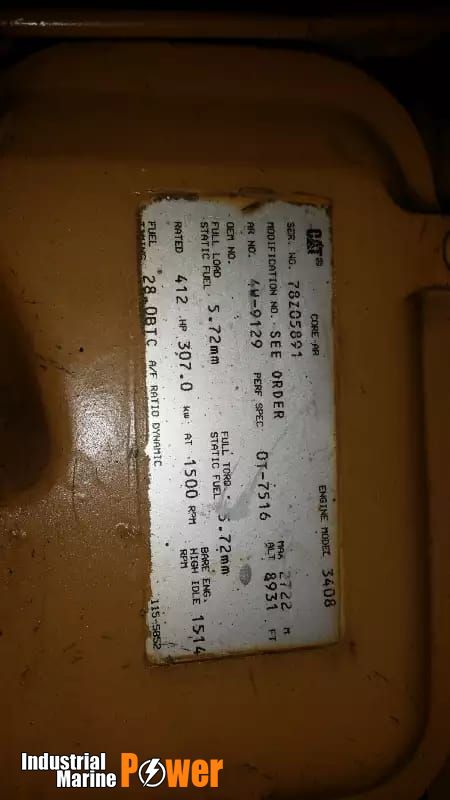 CAT® CORE-AR ENGINE MODEL 3408
SER. NO. 78Z05891
MODIFICATION NO. SEE ORDER MAX ALT 2722 M 8931 FT
AR NO. 4W-9129 PERF SPEC OT-7516
OEM NO.
FULL LOAD STATIC FUEL 5.72mm FULL TORQ. STATIC FUEL 5.72mm
RATED 412 HP 307.0 kW AT 1500 RPM BARE ENG. HIGH IDLE RPM 1514
FUEL TIMING 28.0BTC A/F RATIO DYNAMIC
115-5852
Industrial
Marine Power